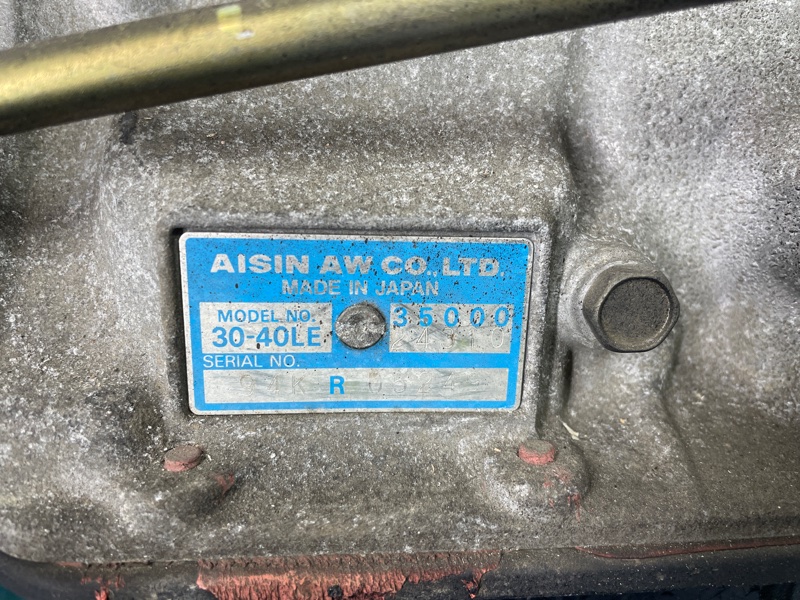 AISIN AW CO., LTD.
MADE IN JAPAN
MODEL NO.
30-40LE
35000
SERIAL NO.
R